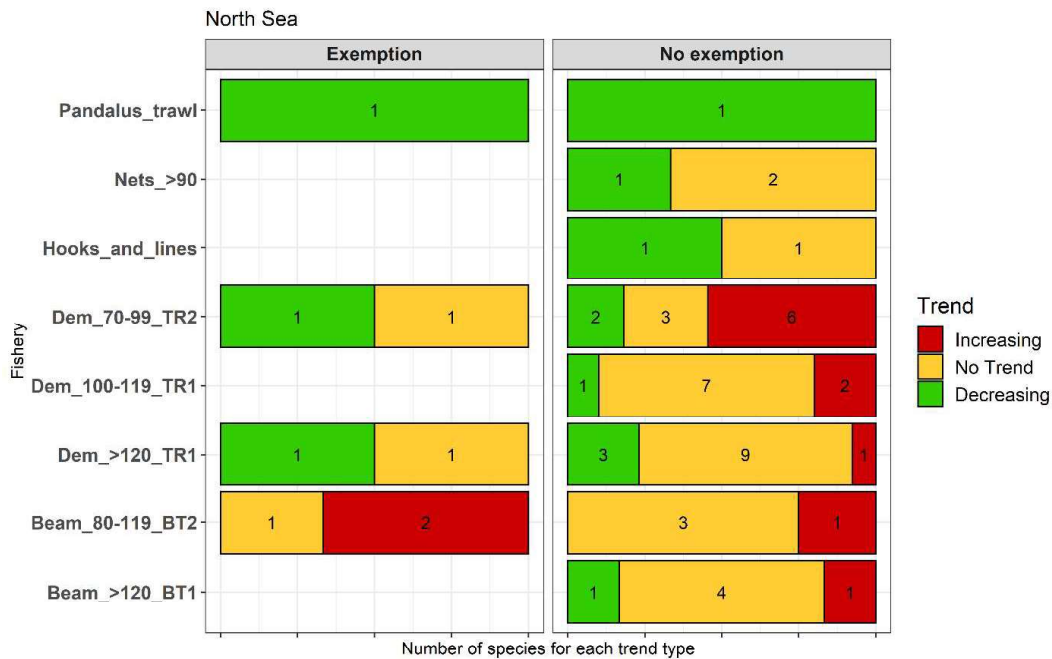 North Sea
Exemption
No exemption
Fishery
Pandalus_trawl
1
1
Nets_>90
1
2
Hooks_and_lines
1
1
Dem_70-99_TR2
1
1
2
3
6
Dem_100-119_TR1
1
7
2
Dem_>120_TR1
1
1
3
9
1
Beam_80-119_BT2
1
2
3
1
Beam_>120_BT1
1
4
1
Number of species for each trend type
Trend
Increasing
No Trend
Decreasing